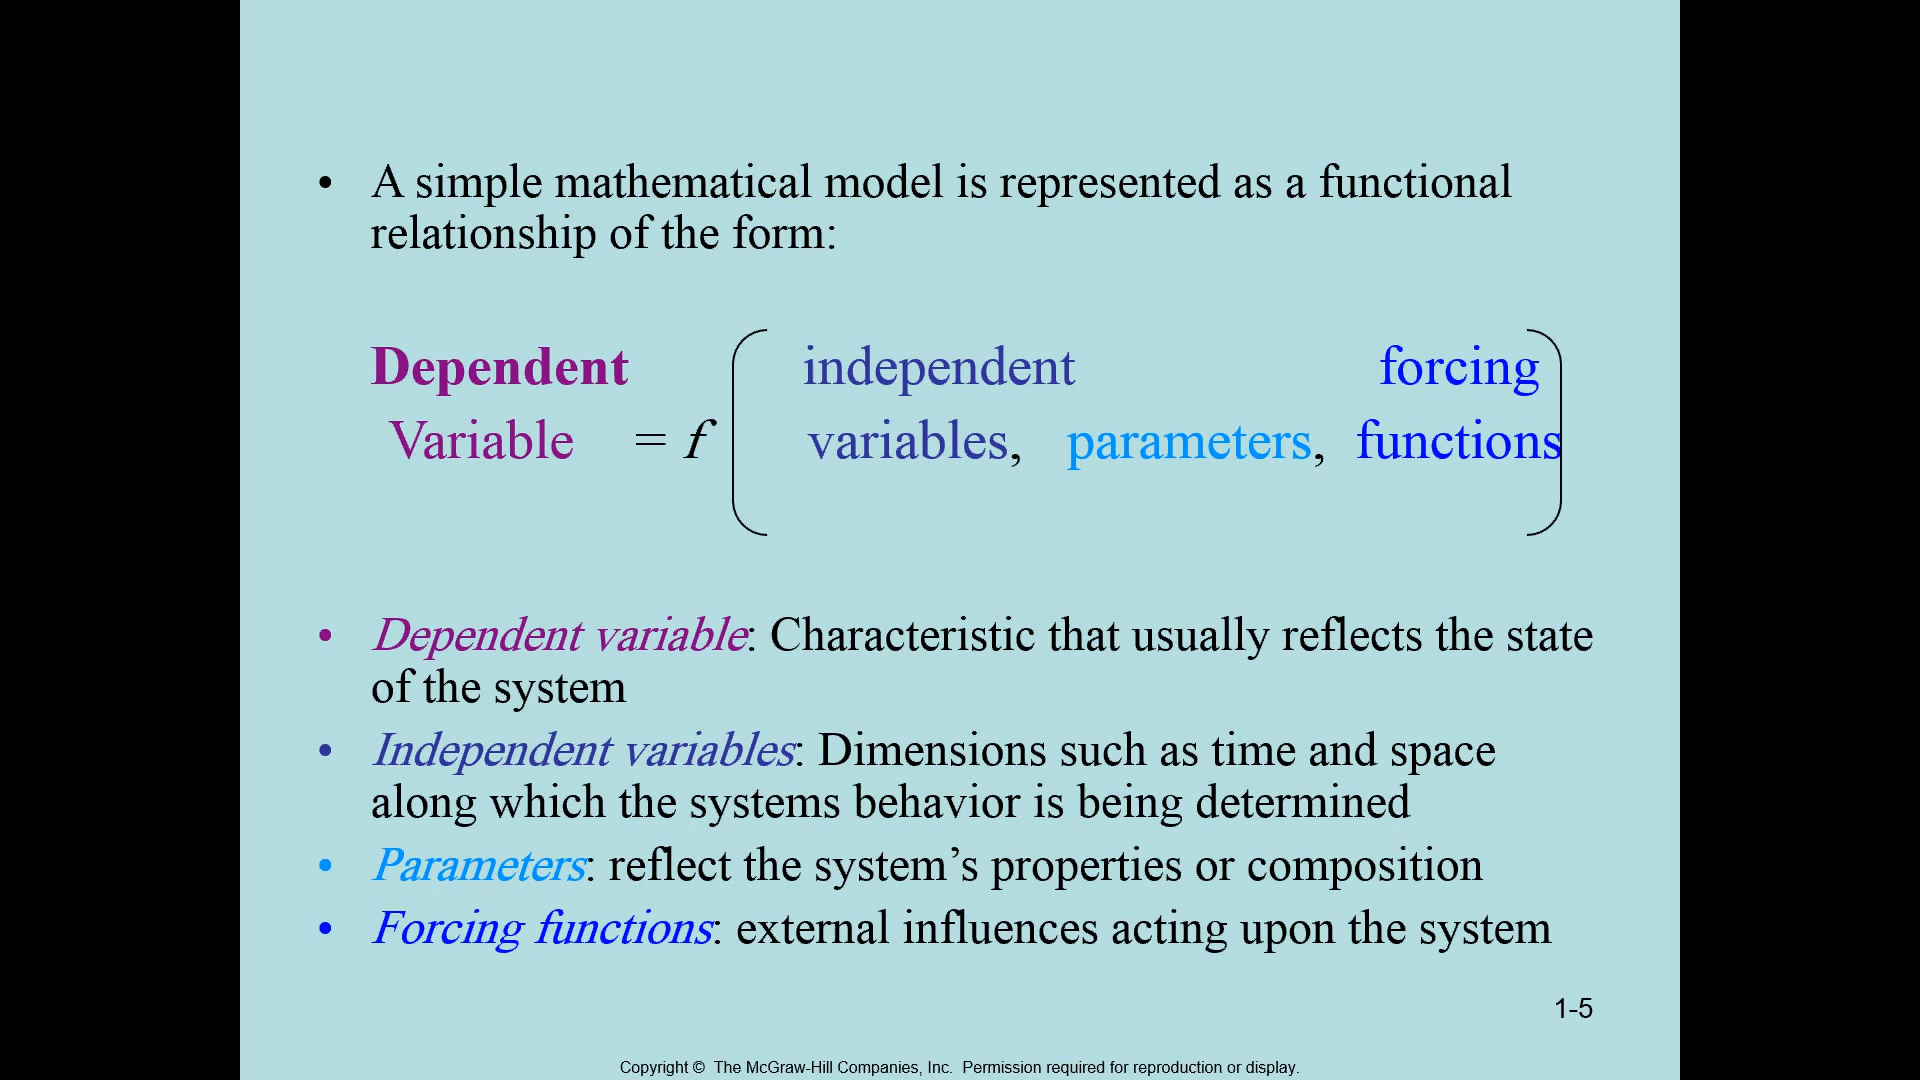 • A simple mathematical model is represented as a functional
relationship of the form:
Dependent independent forcing
Variable = f variables, parameters, functions
• Dependent variable: Characteristic that usually reflects the state
of the system
• Independent variables: Dimensions such as time and space
along which the systems behavior is being determined
• Parameters: reflect the system’s properties or composition
• Forcing functions: external influences acting upon the system
1-5
Copyright © The McGraw-Hill Companies, Inc. Permission required for reproduction or display.